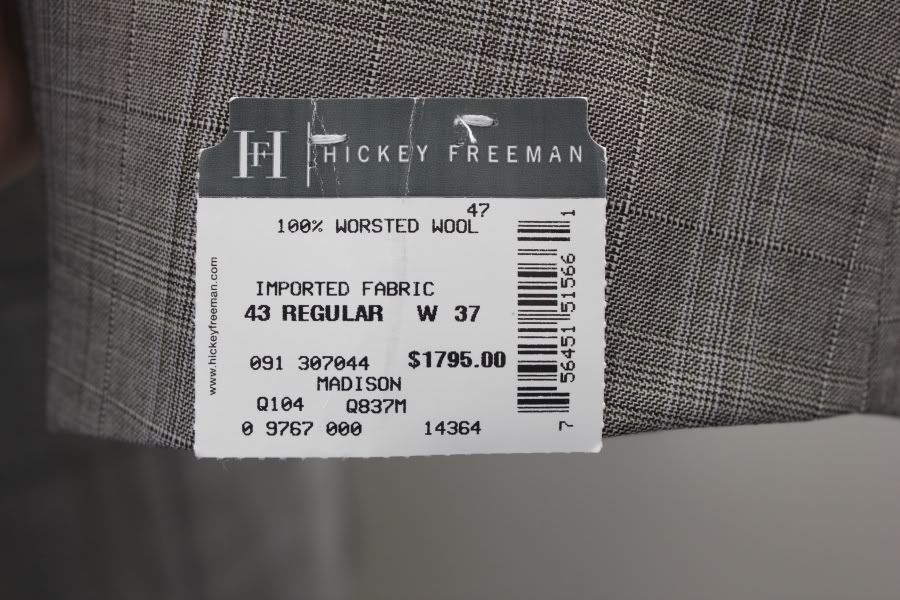 HF HICKEY FREEMAN
47
100% WORSTED WOOL
IMPORTED FABRIC
43 REGULAR W 37
091 307044 $1795.00
MADISON
Q104 Q837M
0 9767 000 14364
www.hickeyfreeman.com
7 56451 51566 1